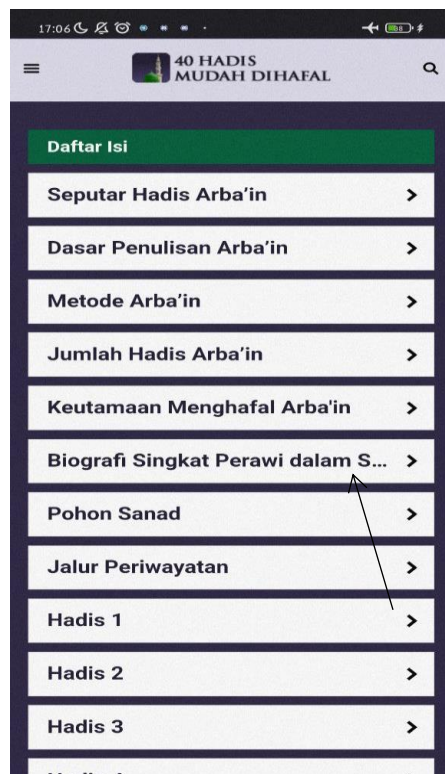 17:06
8
40 HADIS
MUDAH DIHAFAL
Daftar Isi
Seputar Hadis Arba’in
Dasar Penulisan Arba’in
Metode Arba’in
Jumlah Hadis Arba’in
Keutamaan Menghafal Arba'in
Biografi Singkat Perawi dalam S...
Pohon Sanad
Jalur Periwayatan
Hadis 1
Hadis 2
Hadis 3